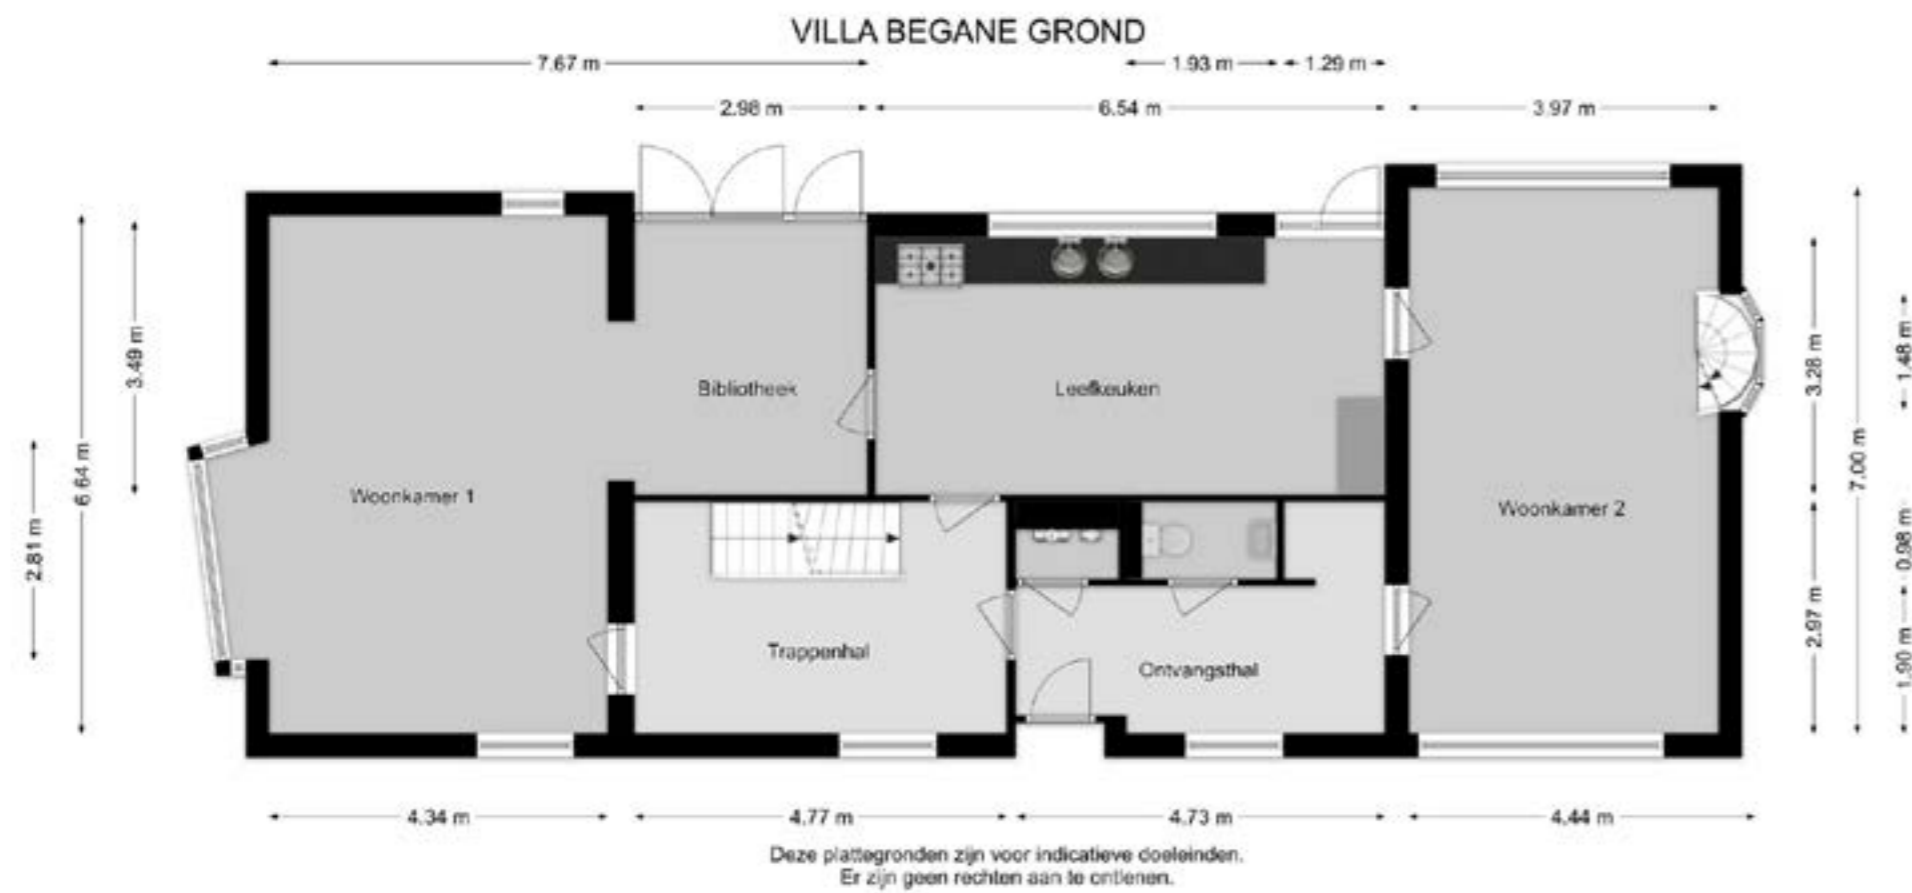 VILLA BEGANE GROND
7.67 m
1.93 m
1.29 m
2.98 m
6.54 m
3.97 m
3.49 m
6.64 m
2.81 m
Bibliotheek
Leefkeuken
Woonkamer 1
Woonkamer 2
Trappenhal
Ontvangsthal
3.28 m
1.48 m
7.00 m
0.98 m
2.97 m
1.90 m
4.34 m
4.77 m
4.73 m
4.44 m
Deze plattegronden zijn voor indicatieve doeleinden.
Er zijn geen rechten aan te ontlenen.